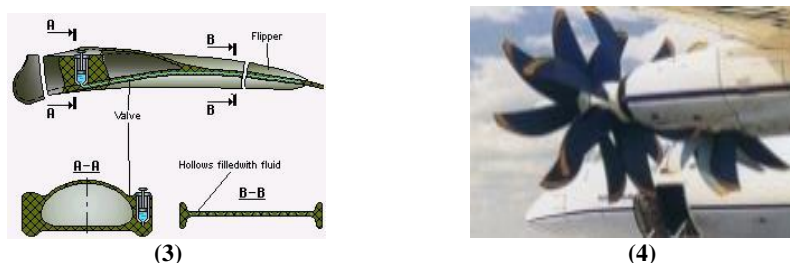 A
B
Flipper
A
B
Valve
A-A
Hollows filledwith fluid
B-B
(3)
(4)